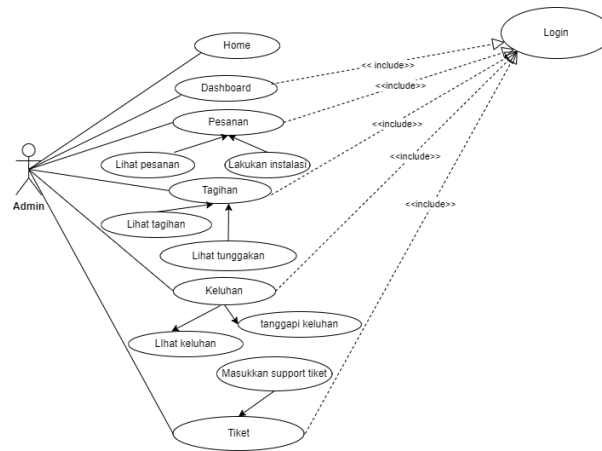 Login
Home
<< include>>
Dashboard
<<include>>
Pesanan
<<include>>
Lihat pesanan
Lakukan instalasi
<<include>>
Tagihan
Admin
<<include>>
Lihat tagihan
Lihat tunggakan
Keluhan
tanggapi keluhan
LIhat keluhan
Masukkan support tiket
Tiket